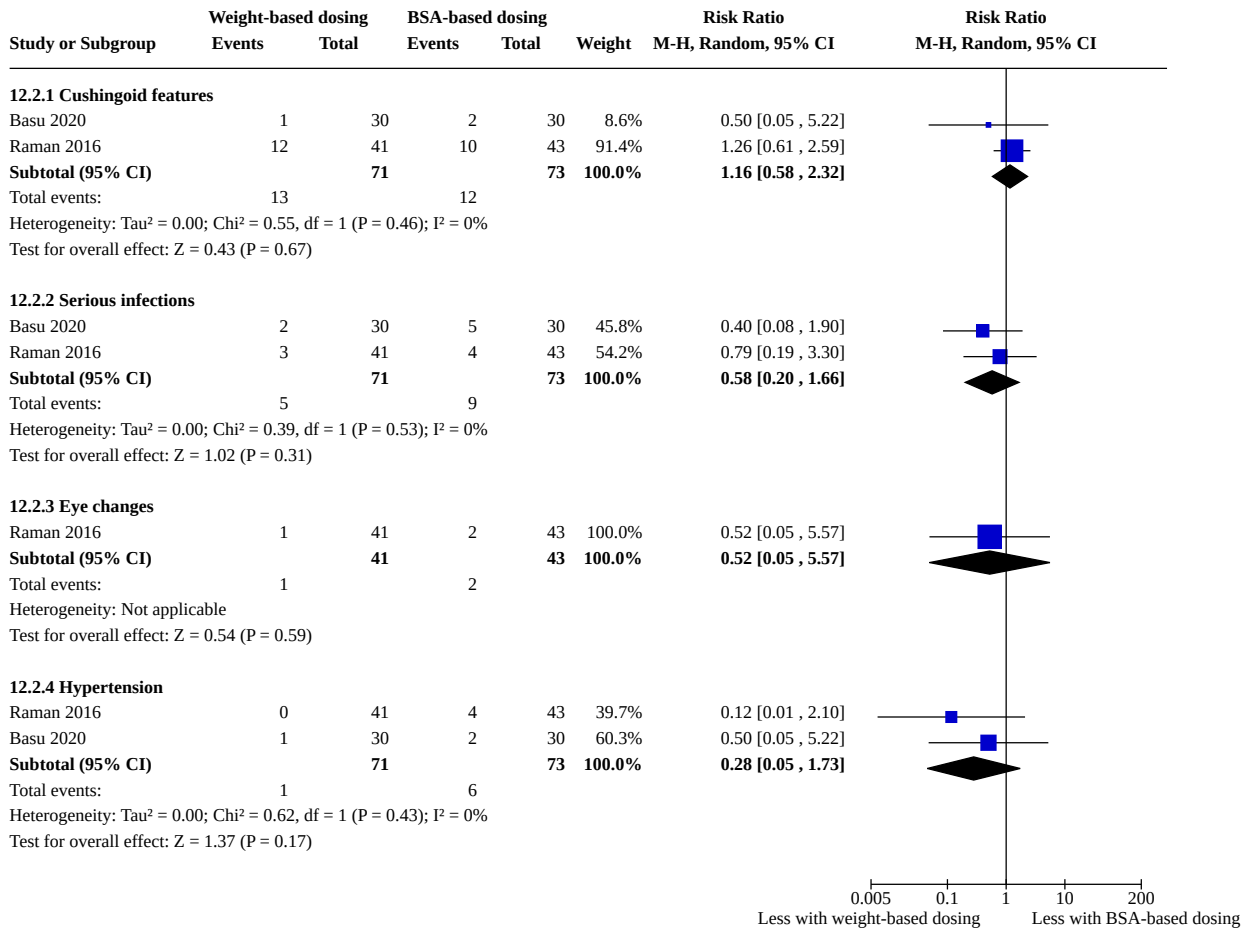 Weight-based dosing BSA-based dosing Risk Ratio Risk Ratio
Study or Subgroup Events Total Events Total Weight M-H, Random, 95% CI M-H, Random, 95% CI
12.2.1 Cushingoid features
Basu 2020 1 30 2 30 8.6% 0.50 [0.05 , 5.22]
Raman 2016 12 41 10 43 91.4% 1.26 [0.61 , 2.59]
Subtotal (95% CI) 71 73 100.0% 1.16 [0.58 , 2.32]
Total events: 13 12
Heterogeneity: Tau² = 0.00; Chi² = 0.55, df = 1 (P = 0.46); I² = 0%
Test for overall effect: Z = 0.43 (P = 0.67)
12.2.2 Serious infections
Basu 2020 2 30 5 30 45.8% 0.40 [0.08 , 1.90]
Raman 2016 3 41 4 43 54.2% 0.79 [0.19 , 3.30]
Subtotal (95% CI) 71 73 100.0% 0.58 [0.20 , 1.66]
Total events: 5 9
Heterogeneity: Tau² = 0.00; Chi² = 0.39, df = 1 (P = 0.53); I² = 0%
Test for overall effect: Z = 1.02 (P = 0.31)
12.2.3 Eye changes
Raman 2016 1 41 2 43 100.0% 0.52 [0.05 , 5.57]
Subtotal (95% CI) 41 43 100.0% 0.52 [0.05 , 5.57]
Total events: 1 2
Heterogeneity: Not applicable
Test for overall effect: Z = 0.54 (P = 0.59)
12.2.4 Hypertension
Raman 2016 0 41 4 43 39.7% 0.12 [0.01 , 2.10]
Basu 2020 1 30 2 30 60.3% 0.50 [0.05 , 5.22]
Subtotal (95% CI) 71 73 100.0% 0.28 [0.05 , 1.73]
Total events: 1 6
Heterogeneity: Tau² = 0.00; Chi² = 0.62, df = 1 (P = 0.43); I² = 0%
Test for overall effect: Z = 1.37 (P = 0.17)
0.005 0.1 1 10 200
Less with weight-based dosing Less with BSA-based dosing